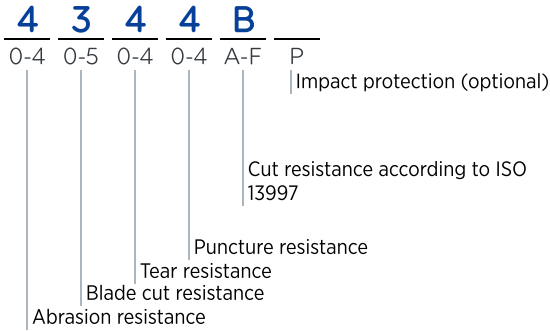 4 3 4 4 B
0-4 0-5 0-4 0-4 A-F P
Impact protection (optional)
Cut resistance according to ISO
13997
Puncture resistance
Tear resistance
Blade cut resistance
Abrasion resistance